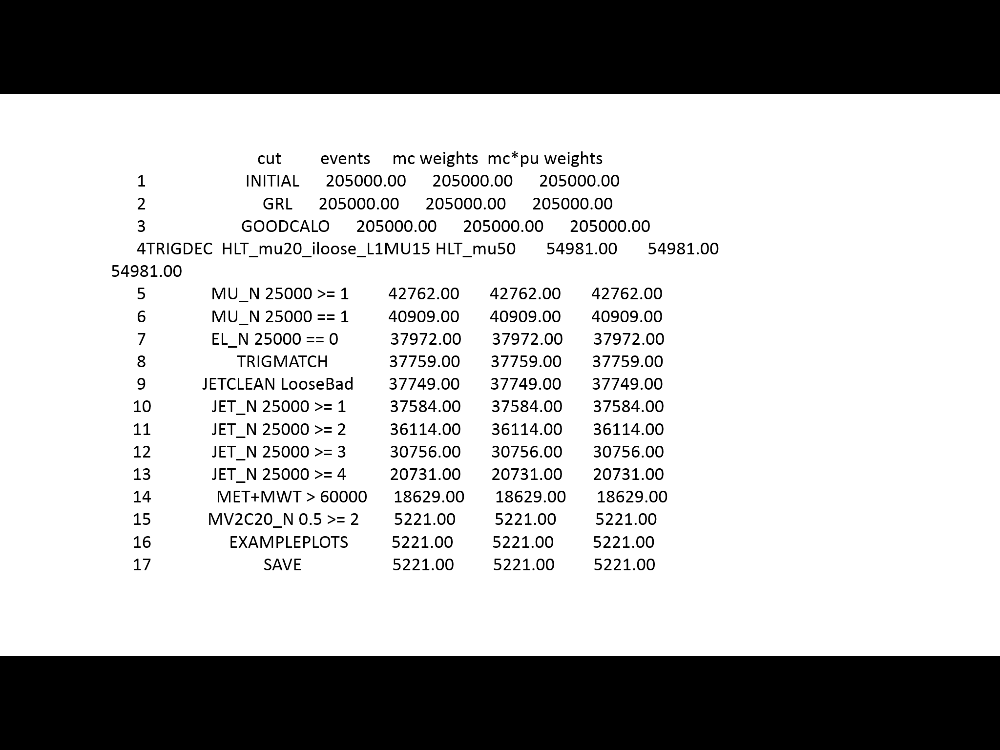 cut events mc weights mc*pu weights
1 INITIAL 205000.00 205000.00 205000.00
2 GRL 205000.00 205000.00 205000.00
3 GOODCALO 205000.00 205000.00 205000.00
4TRIGDEC HLT_mu20_iloose_L1MU15 HLT_mu50 54981.00 54981.00
54981.00
5 MU_N 25000 >= 1 42762.00 42762.00 42762.00
6 MU_N 25000 == 1 40909.00 40909.00 40909.00
7 EL_N 25000 == 0 37972.00 37972.00 37972.00
8 TRIGMATCH 37759.00 37759.00 37759.00
9 JETCLEAN LooseBad 37749.00 37749.00 37749.00
10 JET_N 25000 >= 1 37584.00 37584.00 37584.00
11 JET_N 25000 >= 2 36114.00 36114.00 36114.00
12 JET_N 25000 >= 3 30756.00 30756.00 30756.00
13 JET_N 25000 >= 4 20731.00 20731.00 20731.00
14 MET+MWT > 60000 18629.00 18629.00 18629.00
15 MV2C20_N 0.5 >= 2 5221.00 5221.00 5221.00
16 EXAMPLEPLOTS 5221.00 5221.00 5221.00
17 SAVE 5221.00 5221.00 5221.00